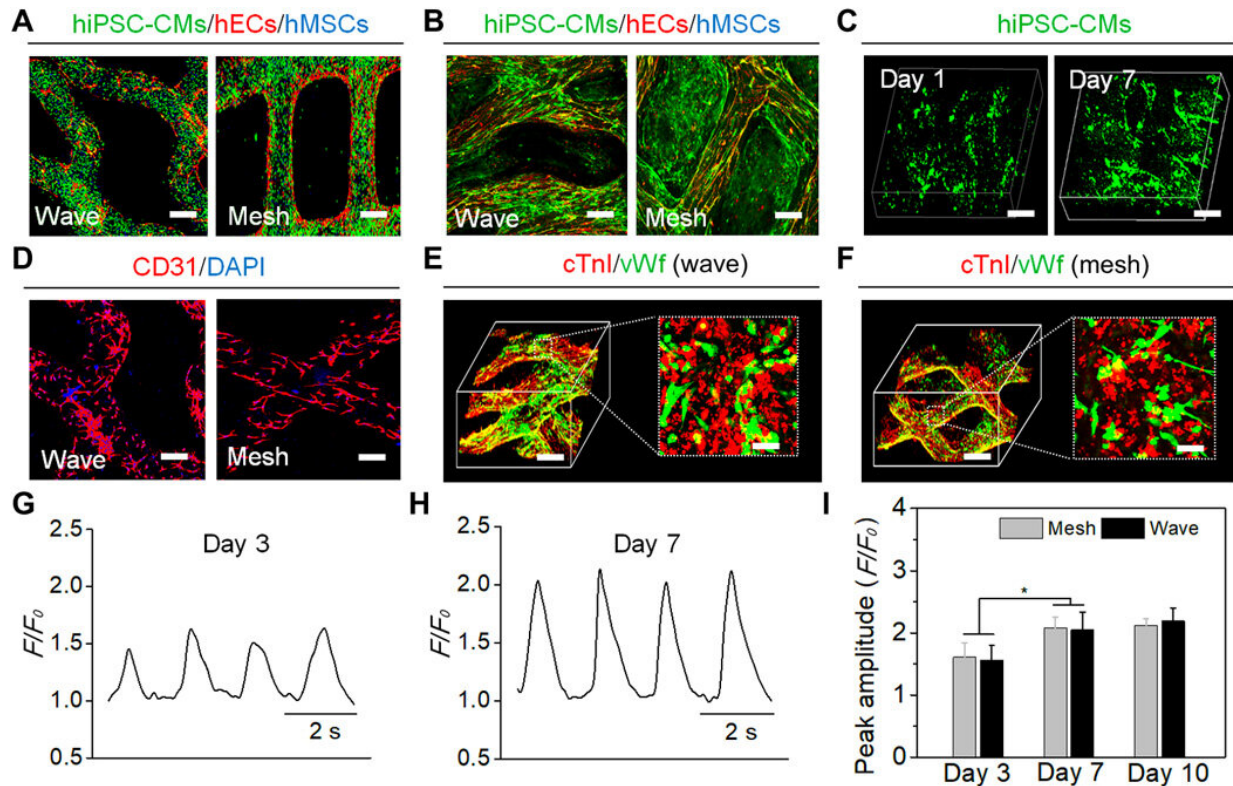 A hiPSC-CMs/hECs/hMSCs
Wave
Mesh
B hiPSC-CMs/hECs/hMSCs
Wave
Mesh
C hiPSC-CMs
Day 1
Day 7
D CD31/DAPI
Wave
Mesh
E cTnI/vWf (wave)
F cTnI/vWf (mesh)
G
Day 3
F/F0
2.5
2.0
1.5
1.0
0.5
2 s
H
Day 7
F/F0
2.5
2.0
1.5
1.0
0.5
2 s
I
Peak amplitude (F/F0)
4
3
2
1
0
Mesh
Wave
*
Day 3
Day 7
Day 10